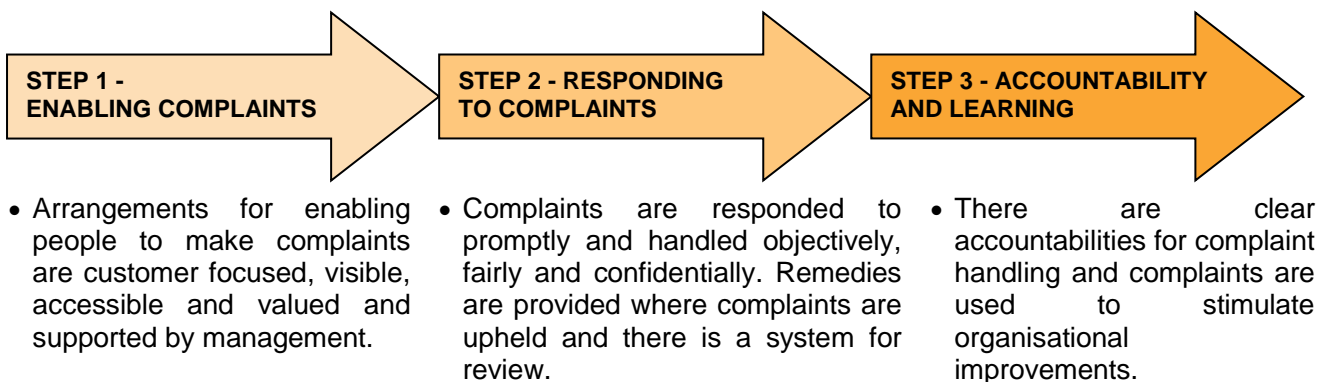 STEP 1 -
ENABLING COMPLAINTS
STEP 2 - RESPONDING
TO COMPLAINTS
STEP 3 - ACCOUNTABILITY
AND LEARNING
• Arrangements for enabling
people to make complaints
are customer focused, visible,
accessible and valued and
supported by management.
• Complaints are responded to
promptly and handled objectively,
fairly and confidentially. Remedies
are provided where complaints are
upheld and there is a system for
review.
• There are clear
accountabilities for complaint
handling and complaints are
used to stimulate
organisational
improvements.